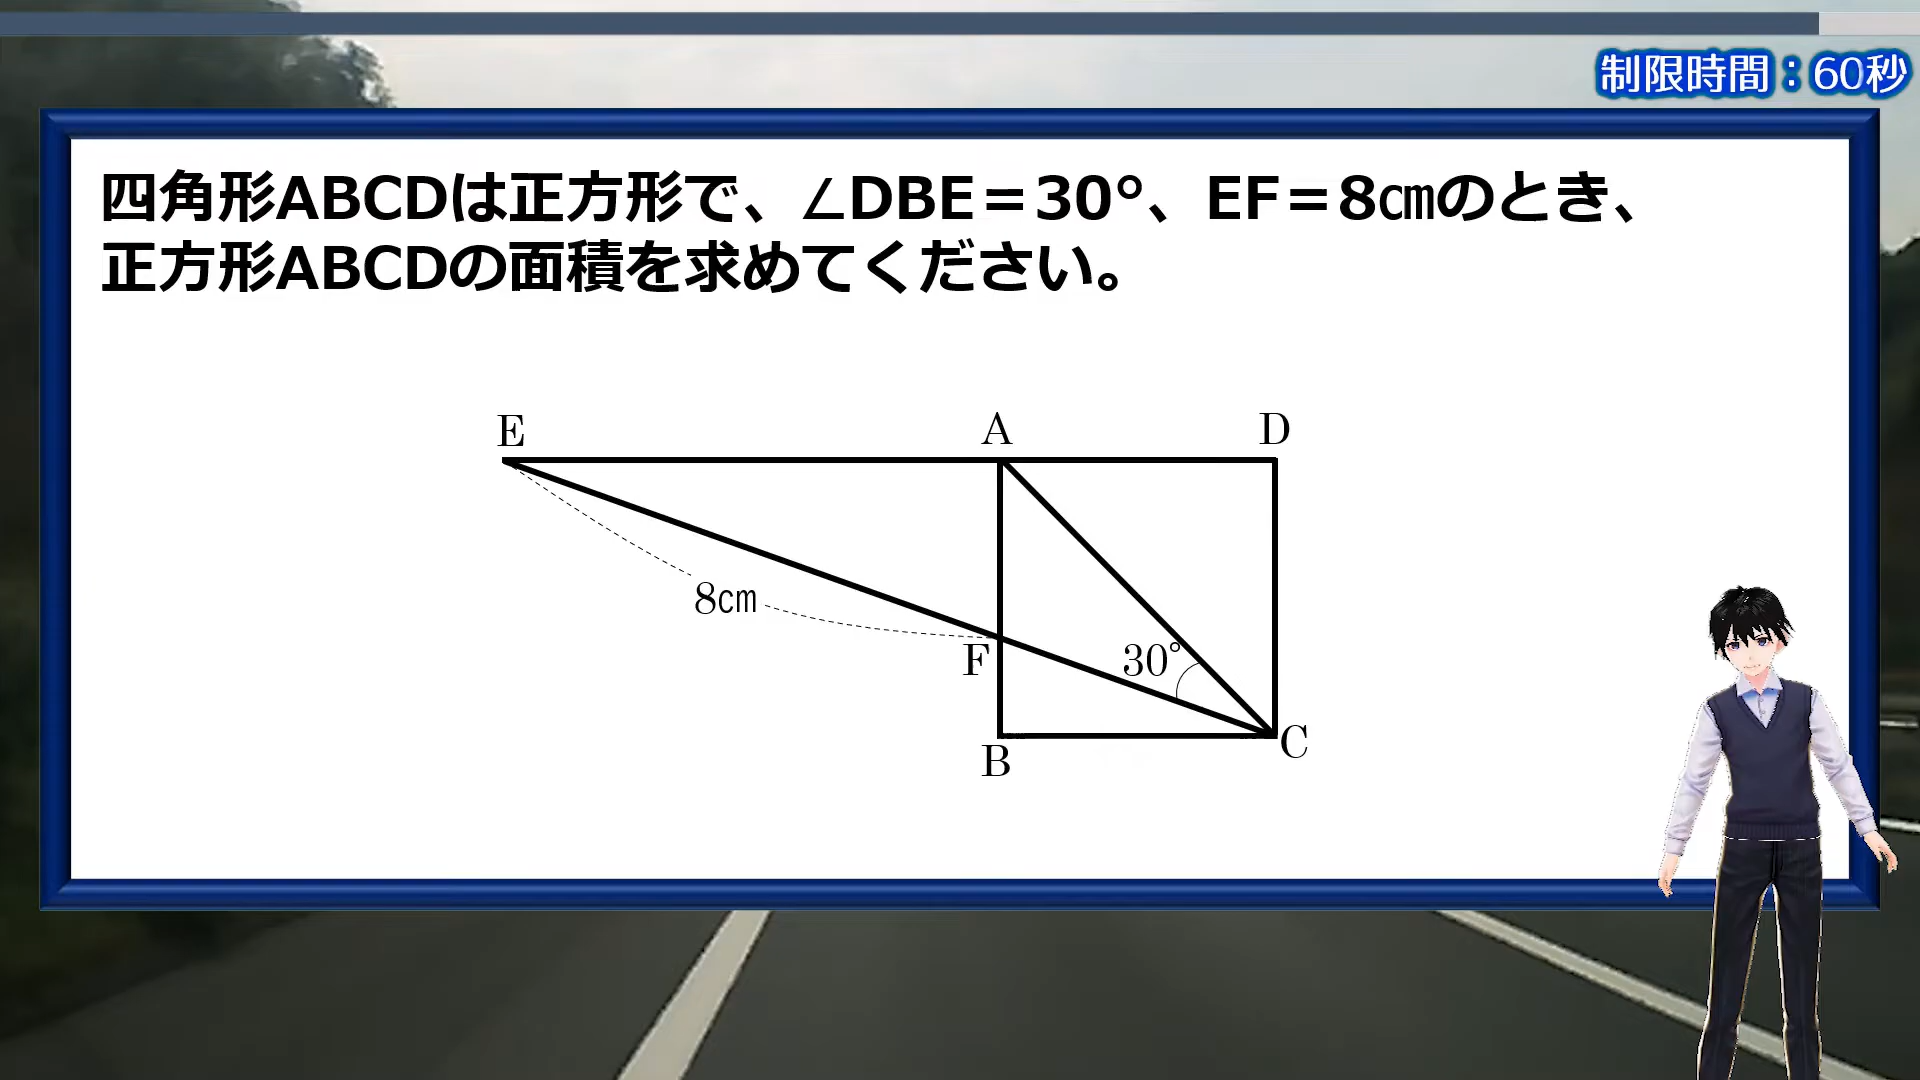 制限時間：60秒
四角形ABCDは正方形で、∠DBE＝30°、EF＝8㎝のとき、
正方形ABCDの面積を求めてください。
E
A
D
8㎝
F
30°
B
C